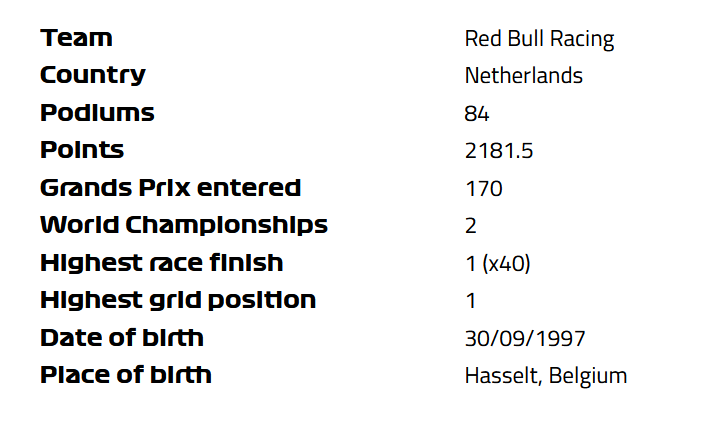 Team Red Bull Racing
Country Netherlands
Podiums 84
Points 2181.5
Grands Prix entered 170
World Championships 2
Highest race finish 1 (x40)
Highest grid position 1
Date of birth 30/09/1997
Place of birth Hasselt, Belgium